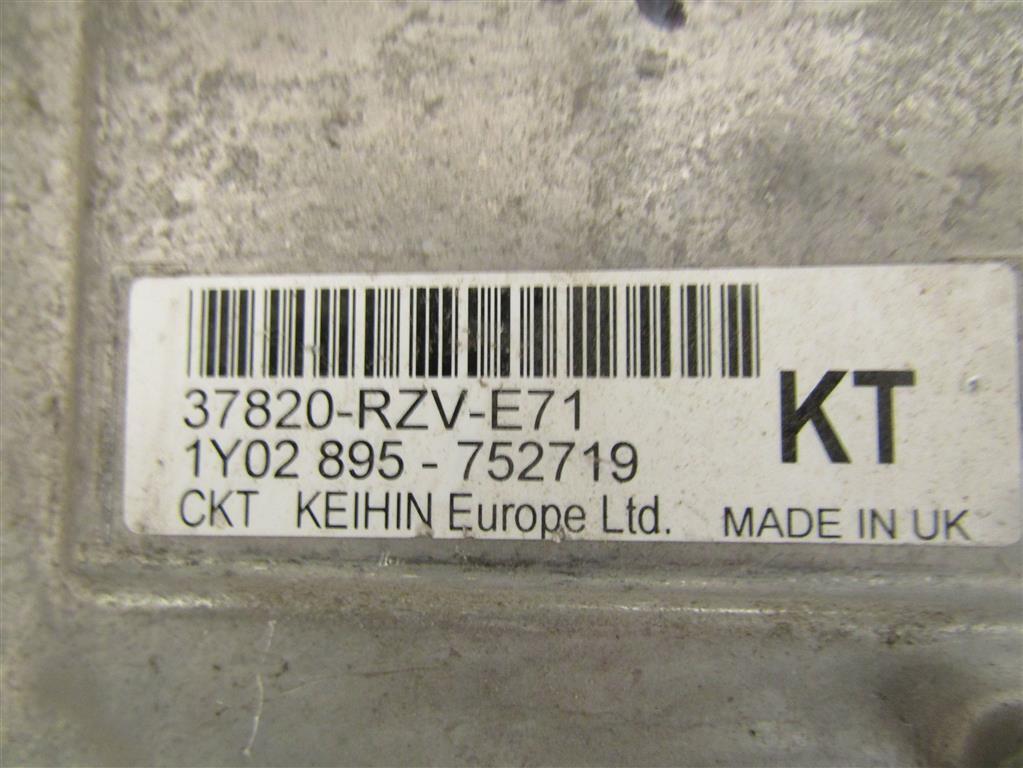 37820-RZV-E71
KT
1Y02 895 - 752719
CKT KEIHIN Europe Ltd. MADE IN UK